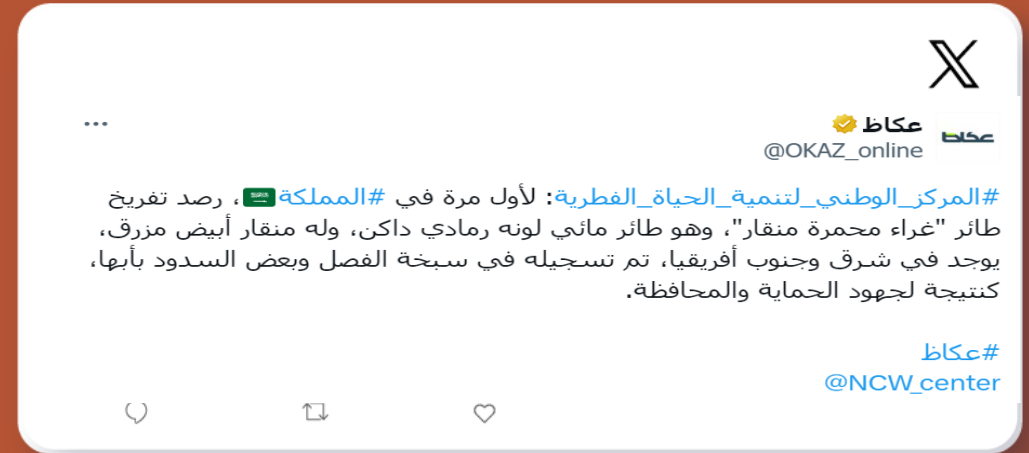 عكاظ
عكاظ
@OKAZ_online
#المركز_الوطني_لتنمية_الحياة_الفطرية: لأول مرة في #المملكة🇸🇦، رصد تفريخ
طائر "غراء محمرة منقار"، وهو طائر مائي لونه رمادي داكن، وله منقار أبيض مزرق،
يوجد في شرق وجنوب أفريقيا، تم تسجيله في سبخة الفصل وبعض السدود بأبها،
كنتيجة لجهود الحماية والمحافظة.
#عكاظ
@NCW_center